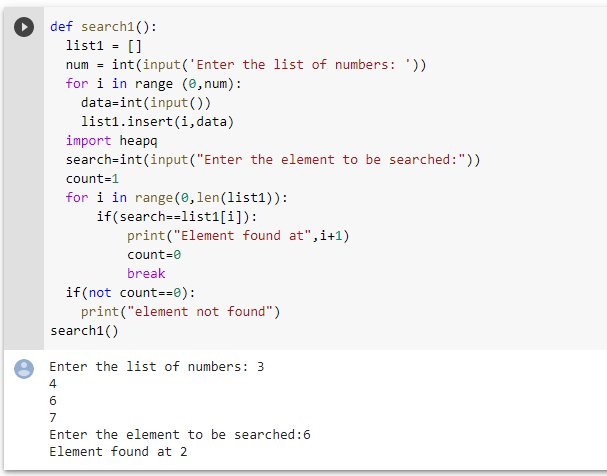 def search1():
  list1 = []
  num = int(input('Enter the list of numbers: '))
  for i in range (0,num):
    data=int(input())
    list1.insert(i,data)
  import heapq
  search=int(input("Enter the element to be searched:"))
  count=1
  for i in range(0,len(list1)):
      if(search==list1[i]):
          print("Element found at",i+1)
          count=0
          break
  if(not count==0):
    print("element not found")
search1()
Enter the list of numbers: 3
4
6
7
Enter the element to be searched:6
Element found at 2